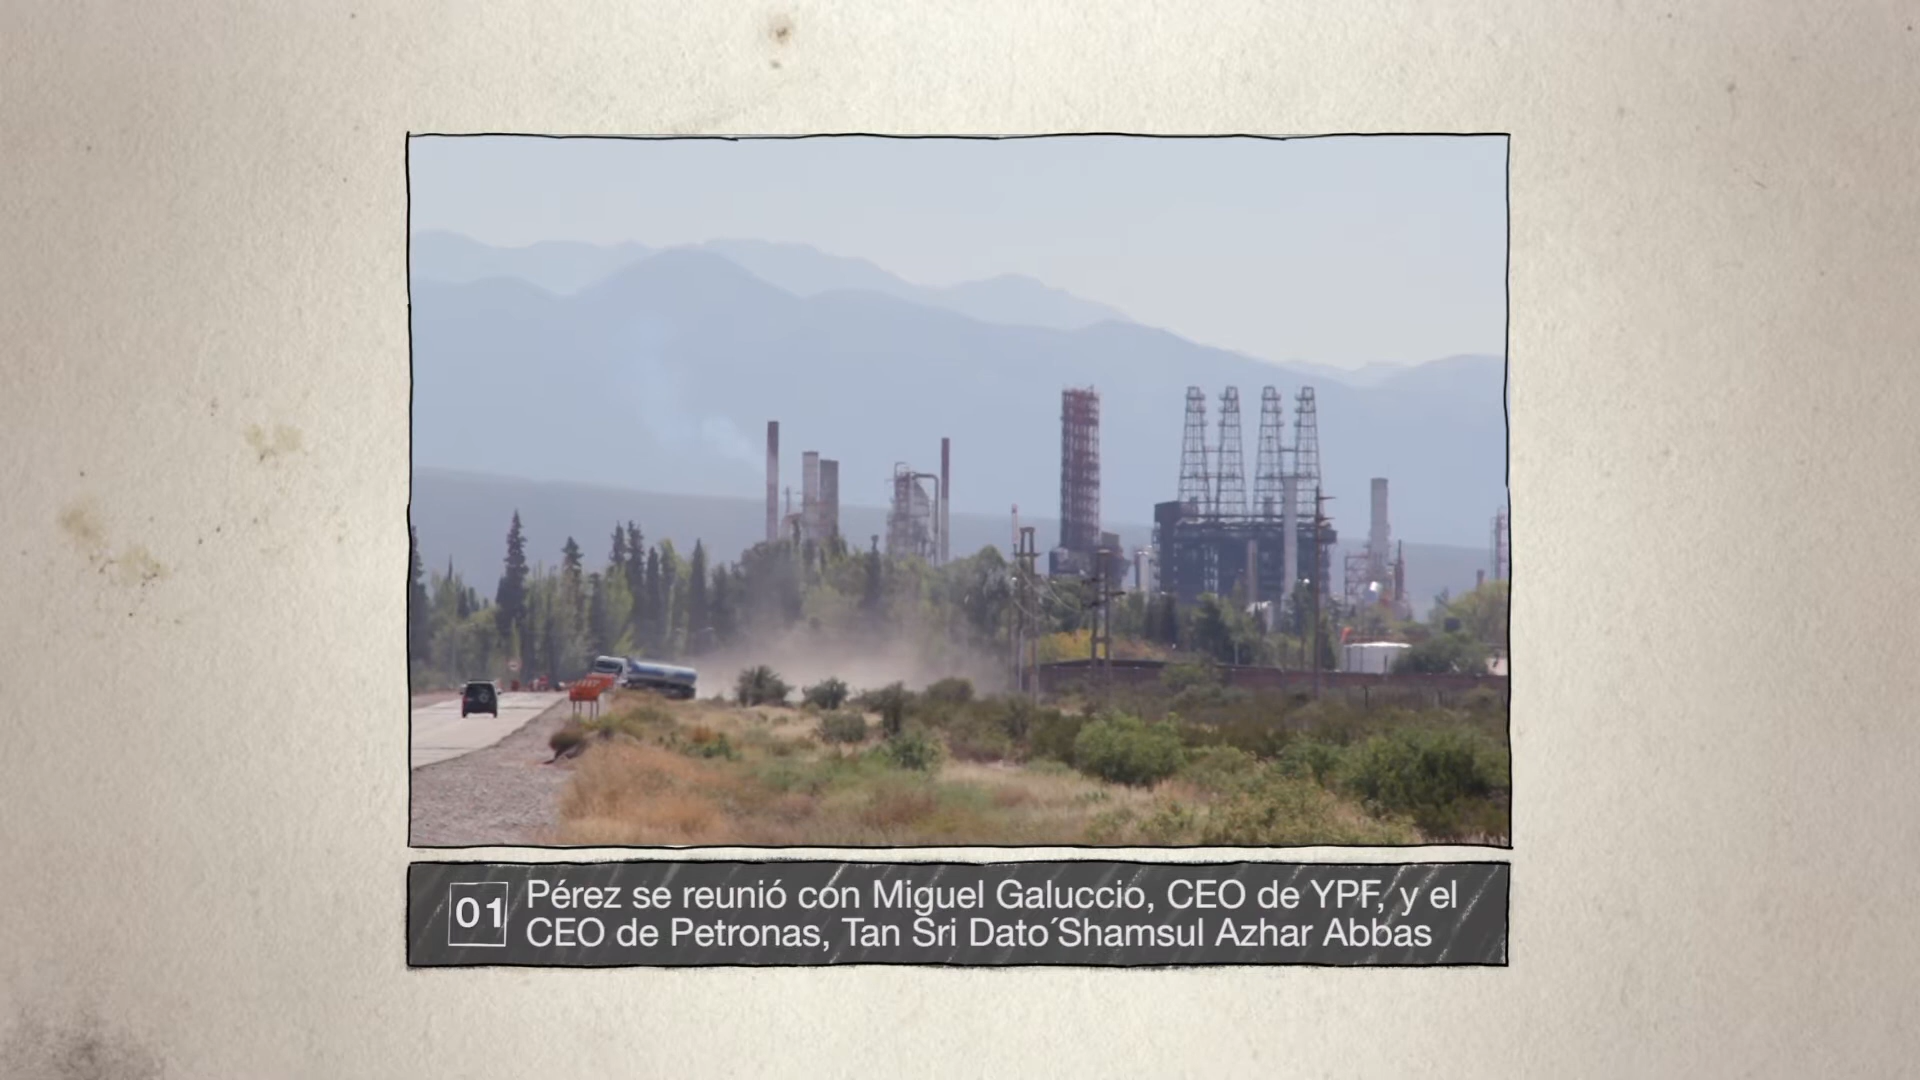 01
Pérez se reunió con Miguel Galuccio, CEO de YPF, y el
CEO de Petronas, Tan Sri Dato´Shamsul Azhar Abbas